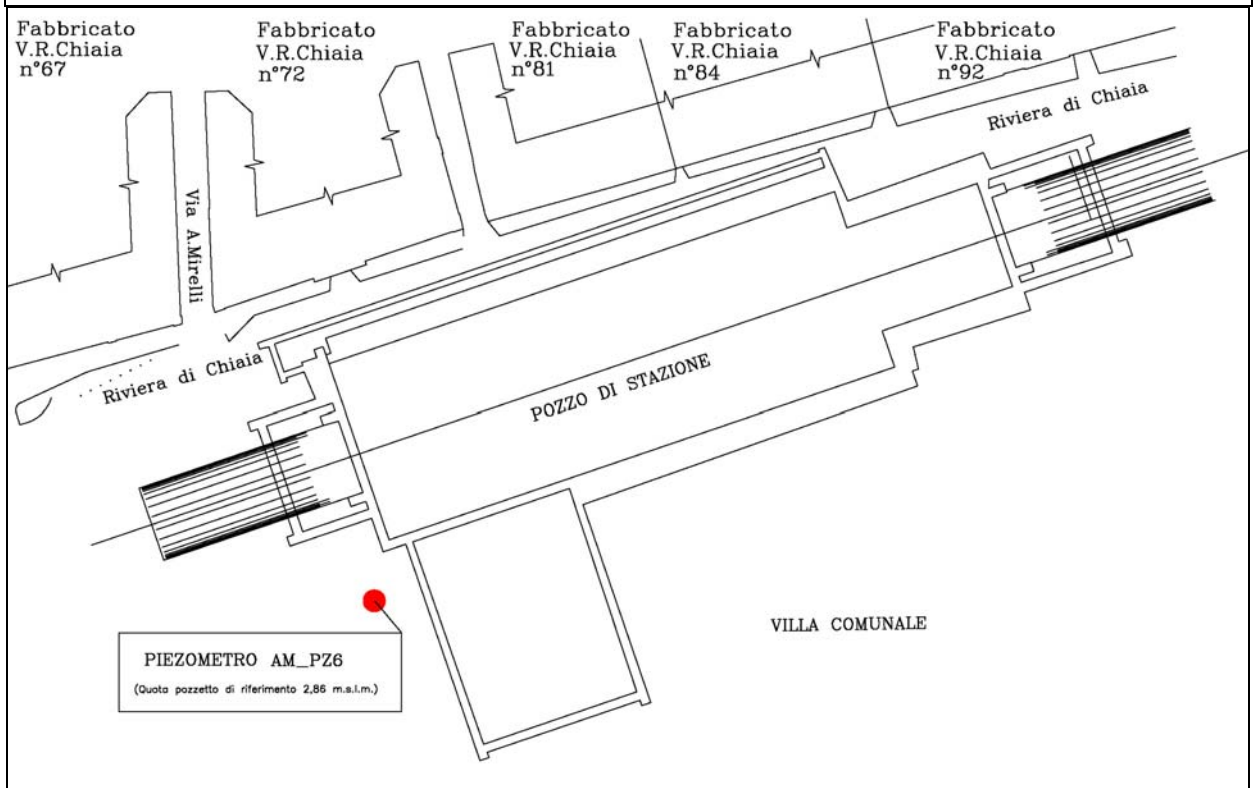 Fabbricato
V.R.Chiaia
n°67
Fabbricato
V.R.Chiaia
n°72
Fabbricato
V.R.Chiaia
n°81
Fabbricato
V.R.Chiaia
n°84
Fabbricato
V.R.Chiaia
n°92
Riviera di Chiaia
Via A.Mirelli
Riviera di Chiaia
POZZO DI STAZIONE
VILLA COMUNALE
PIEZOMETRO AM_PZ6
(Quota pozzetto di riferimento 2,86 m.s.l.m.)